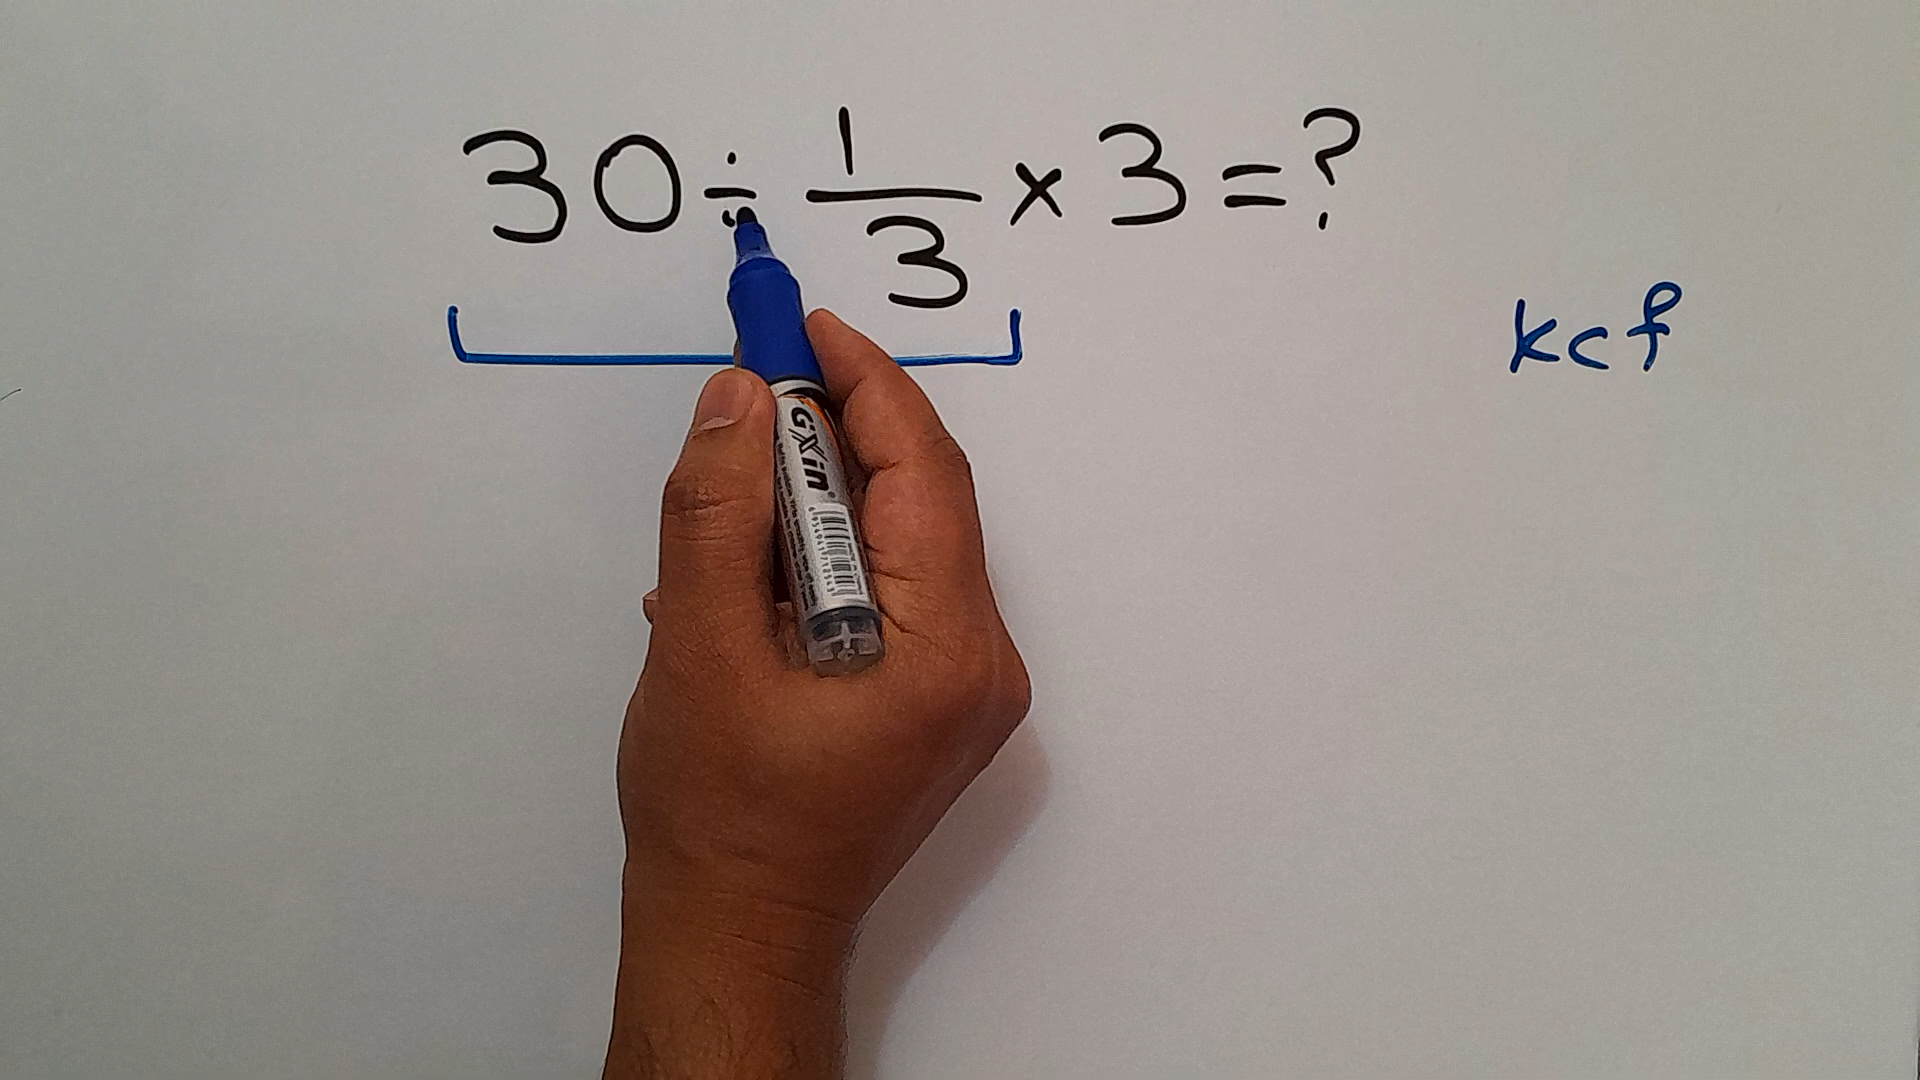 30 ÷ 1/3 × 3 = ?
kcf
GXin®